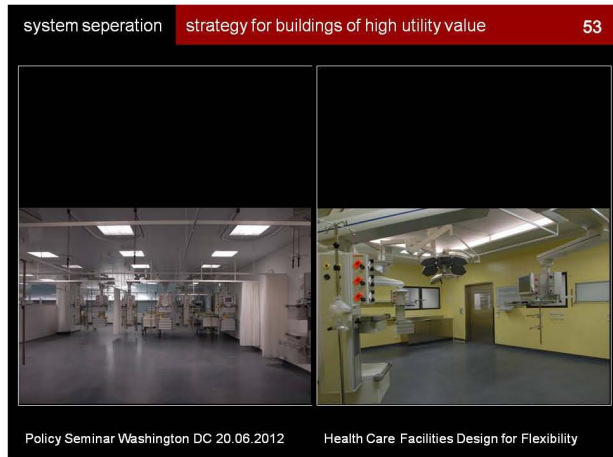 system seperation strategy for buildings of high utility value 53
Policy Seminar Washington DC 20.06.2012 Health Care Facilities Design for Flexibility